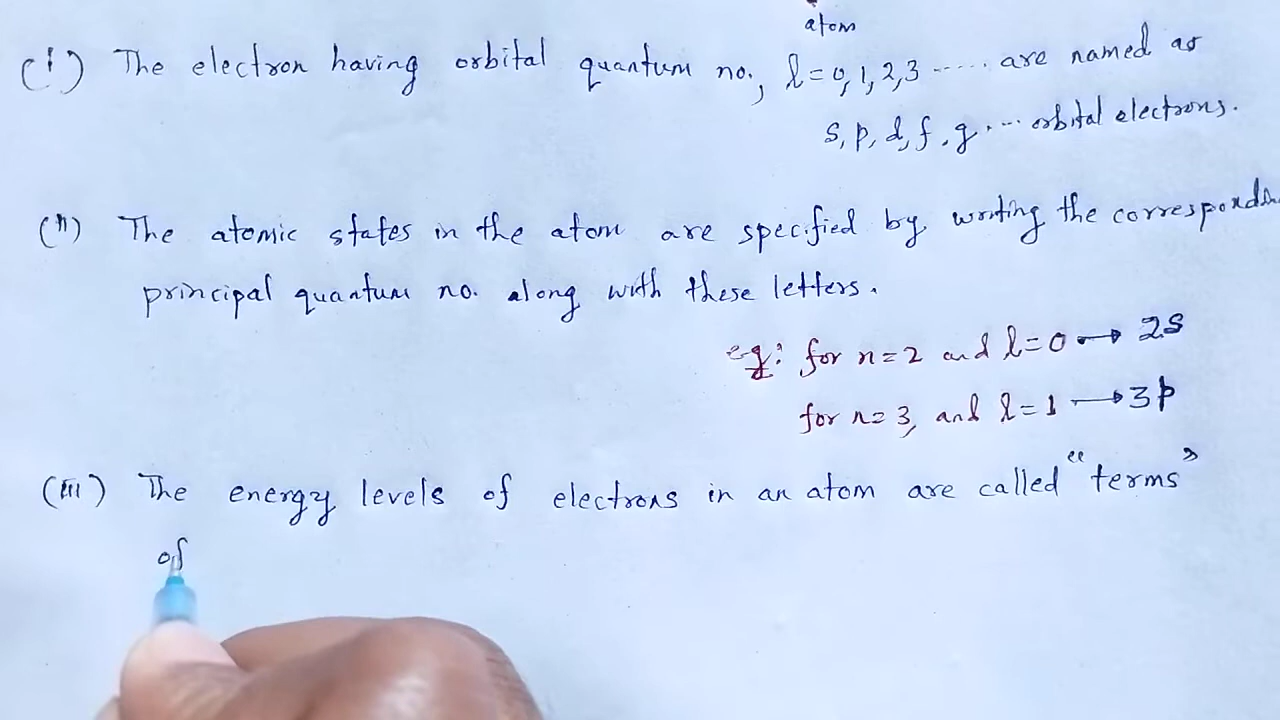 atom
(i) The electron having orbital quantum no., l=0,1,2,3 ..... are named as
s, p, d, f, g .... orbital electrons.
(ii) The atomic states in the atom are specified by writing the
principal quantum no. along with these letters.
eg: for n=2 and l=0 → 2s
for n=3, and l=1 → 3p
(iii) The energy levels of electrons in an atom are called "terms"
of